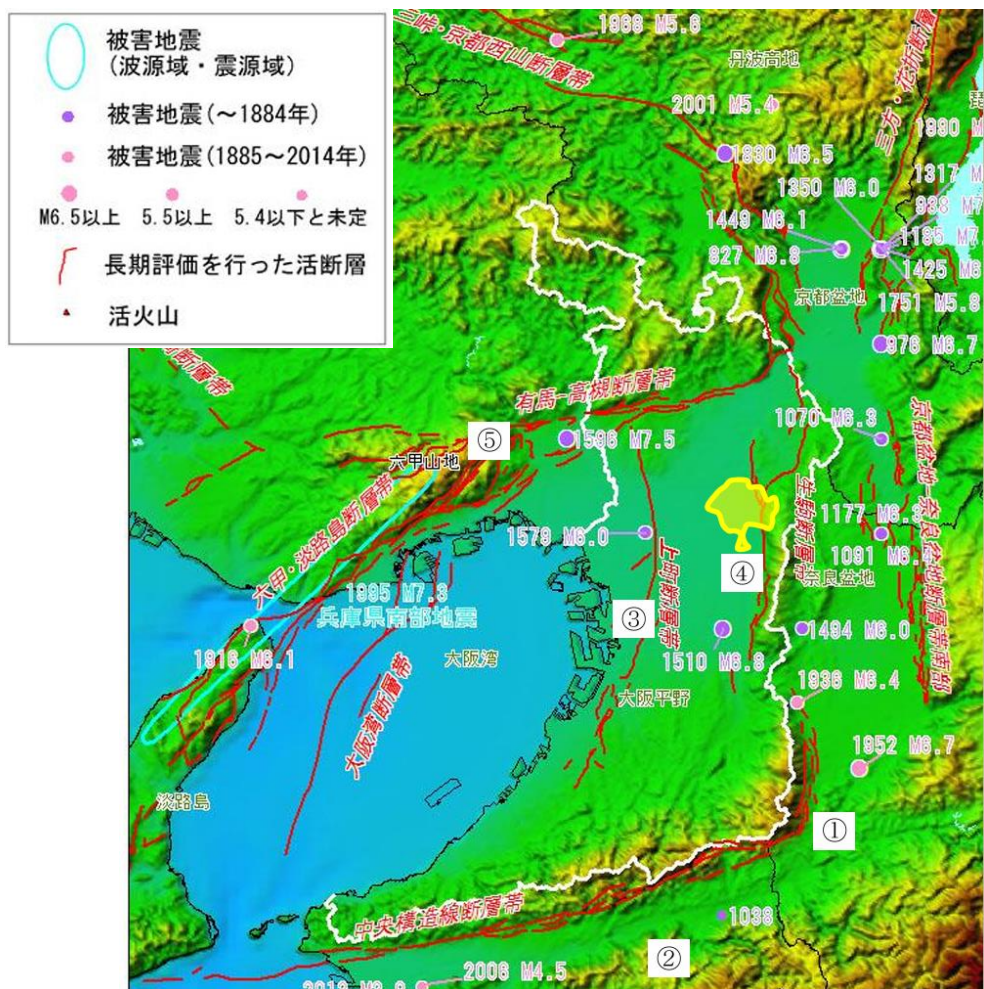 被害地震
(波源域・震源域)
被害地震(～1884年)
被害地震(1885～2014年)
M6.5以上 5.5以上 5.4以下と未定
長期評価を行った活断層
活火山
1968 M5.6
三峠・京都西山断層帯
丹波高地
2001 M5.4
三方・花折断層
1830 M6.5
1350 M6.0
1317
938
1449 M6.1
1185
827 M6.8
1425
京都盆地
1751 M5.8
976 M6.7
断層帯
有馬-高槻断層帯
⑤
1596 M7.5
1070 M6.3
六甲山地
京都盆地-奈良盆地断層帯南部
六甲・淡路島断層帯
生駒断層帯
1177 M6.3
1579 M6.0
1091
上町断層帯
④
奈良盆地
1995 M7.3
兵庫県南部地震
③
1494 M6.0
1916 M6.1
大阪湾
1510 M6.8
大阪湾断層帯
大阪平野
1936 M6.4
1952 M6.7
淡路島
①
中央構造線断層帯
1038
②
2006 M4.5